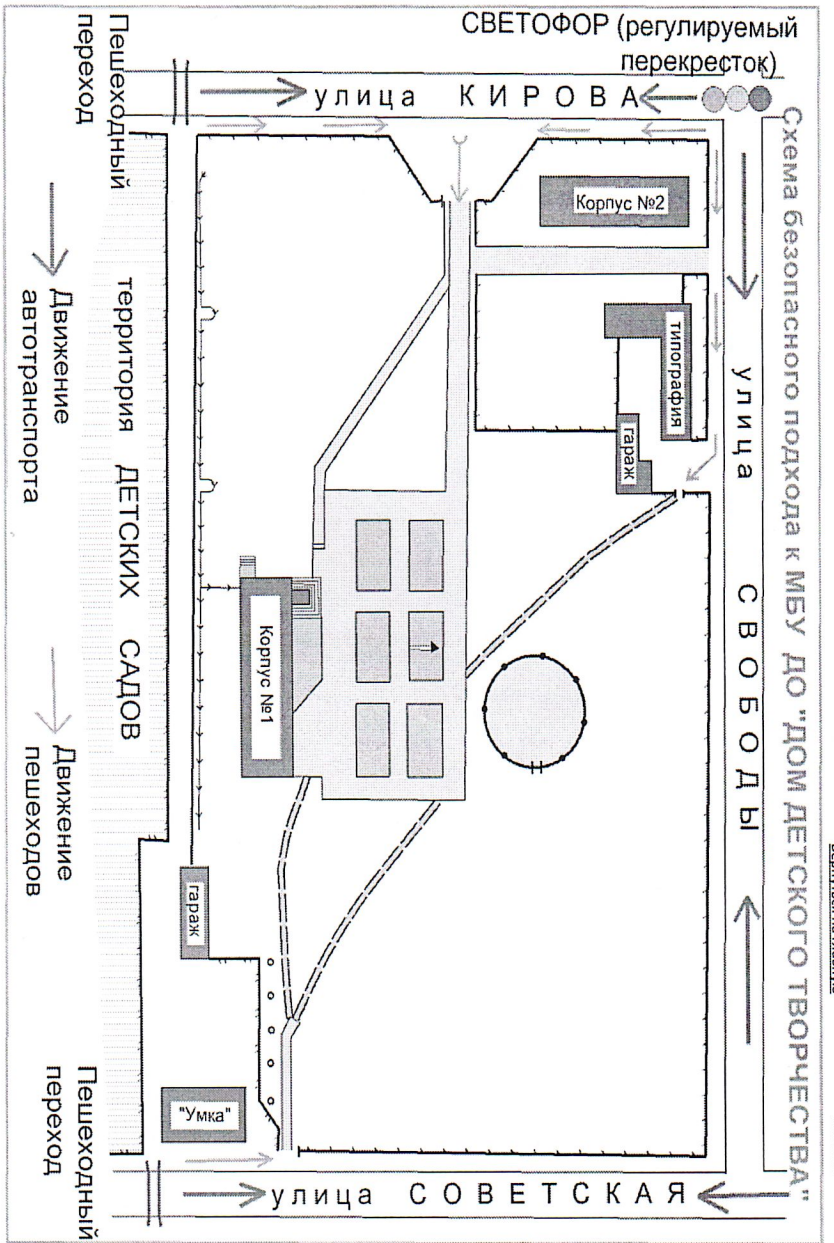 Схема безопасного подхода к МБУ ДО "ДОМ ДЕТСКОГО ТВОРЧЕСТВА"
СВЕТОФОР (регулируемый
перекресток)
улица КИРОВА
Пешеходный
переход
Корпус №2
типография
гараж
улица СВОБОДЫ
Корпус №1
территория ДЕТСКИХ САДОВ
гараж
"Умка"
улица СОВЕТСКАЯ
Пешеходный
переход
Движение
автотранспорта
Движение
пешеходов